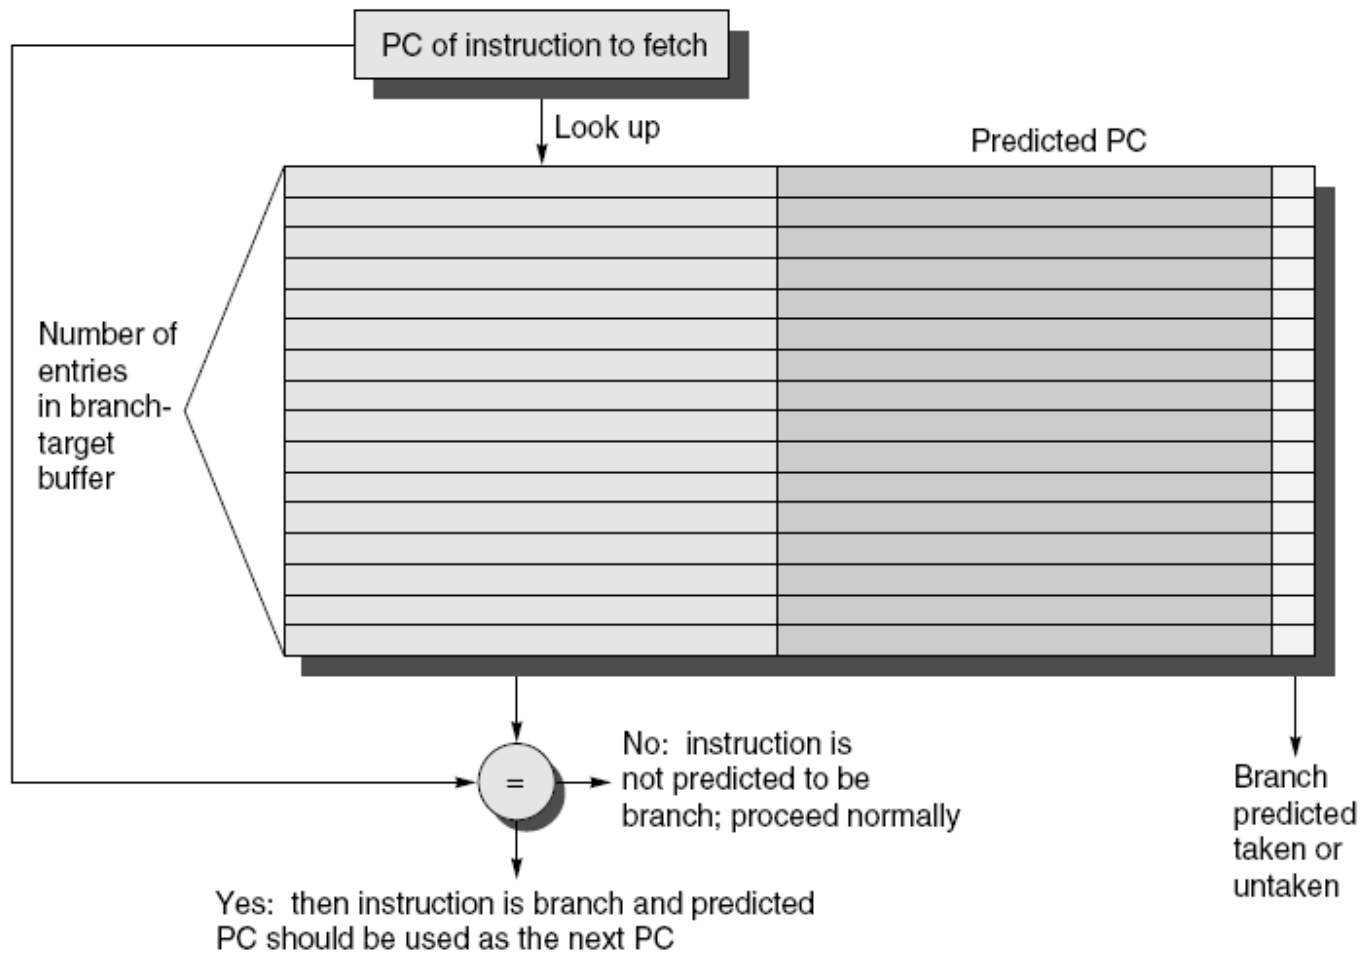 PC of instruction to fetch
Look up
Predicted PC
Number of
entries
in branch-
target
buffer
=
No: instruction is
not predicted to be
branch; proceed normally
Branch
predicted
taken or
untaken
Yes: then instruction is branch and predicted
PC should be used as the next PC